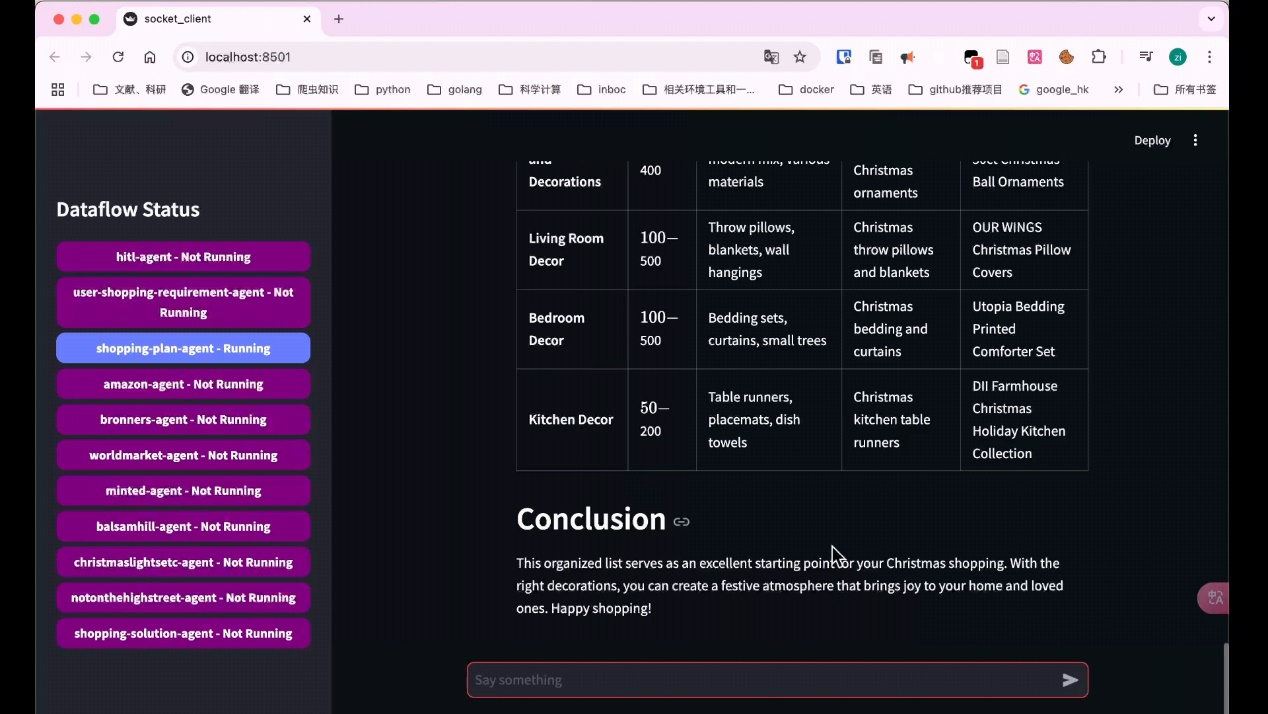 socket_client
localhost:8501
1
zi
文献、科研
Google 翻译
爬虫知识
python
golang
科学计算
inboc
相关环境工具和一...
docker
英语
github推荐项目
google_hk
所有书签
Deploy
Dataflow Status
hitl-agent - Not Running
user-shopping-requirement-agent - Not
Running
shopping-plan-agent - Running
amazon-agent - Not Running
bronners-agent - Not Running
worldmarket-agent - Not Running
minted-agent - Not Running
balsamhill-agent - Not Running
christmaslightsetc-agent - Not Running
notonthehighstreet-agent - Not Running
shopping-solution-agent - Not Running
and
Decorations
400
modern mix, various
materials
Christmas
ornaments
30ct Christmas
Ball Ornaments
Living Room
Decor
100–
500
Throw pillows,
blankets, wall
hangings
Christmas
throw pillows
and blankets
OUR WINGS
Christmas Pillow
Covers
Bedroom
Decor
100–
500
Bedding sets,
curtains, small trees
Christmas
bedding and
curtains
Utopia Bedding
Printed
Comforter Set
Kitchen Decor
50–
200
Table runners,
placemats, dish
towels
Christmas
kitchen table
runners
DII Farmhouse
Christmas
Holiday Kitchen
Collection
Conclusion
This organized list serves as an excellent starting point for your Christmas shopping. With the
right decorations, you can create a festive atmosphere that brings joy to your home and loved
ones. Happy shopping!
Say something